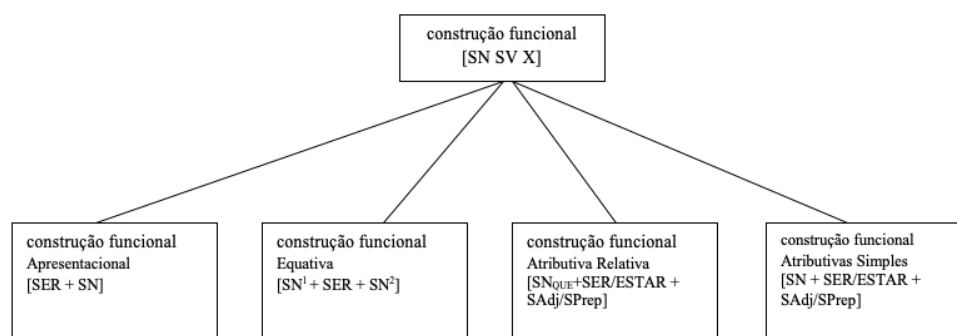 construção funcional
[SN SV X]
construção funcional
Apresentacional
[SER + SN]
construção funcional
Equativa
[SN¹ + SER + SN²]
construção funcional
Atributiva Relativa
[SNQUE+SER/ESTAR +
SAdj/SPrep]
construção funcional
Atributivas Simples
[SN + SER/ESTAR +
SAdj/SPrep]